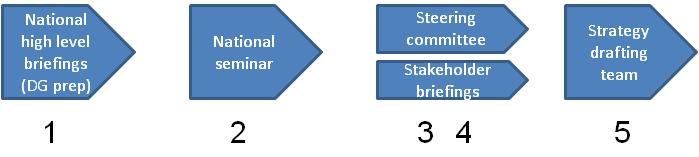 National
high level
briefings
(DG prep)
National
seminar
Steering
committee
Stakeholder
briefings
Strategy
drafting
team
1
2
3 4
5